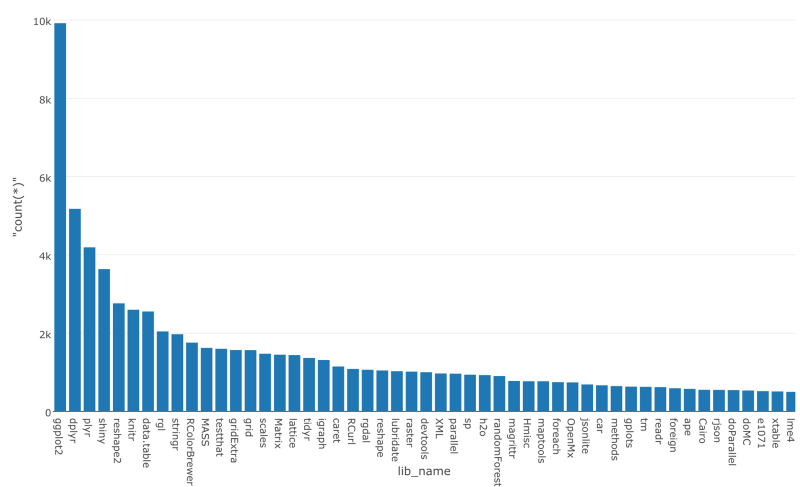 10k
8k
6k
4k
2k
0
"count(*)"
ggplot2
dplyr
plyr
shiny
reshape2
knitr
data.table
rgl
stringr
RColorBrewer
MASS
testthat
gridExtra
grid
scales
Matrix
lattice
tidyr
igraph
caret
RCurl
rgdal
reshape
lubridate
raster
devtools
XML
parallel
sp
h2o
randomForest
magrittr
Hmisc
maptools
foreach
OpenMx
jsonlite
car
methods
gplots
tm
readr
foreign
ape
Cairo
rjson
doParallel
doMC
e1071
xtable
lme4
lib_name